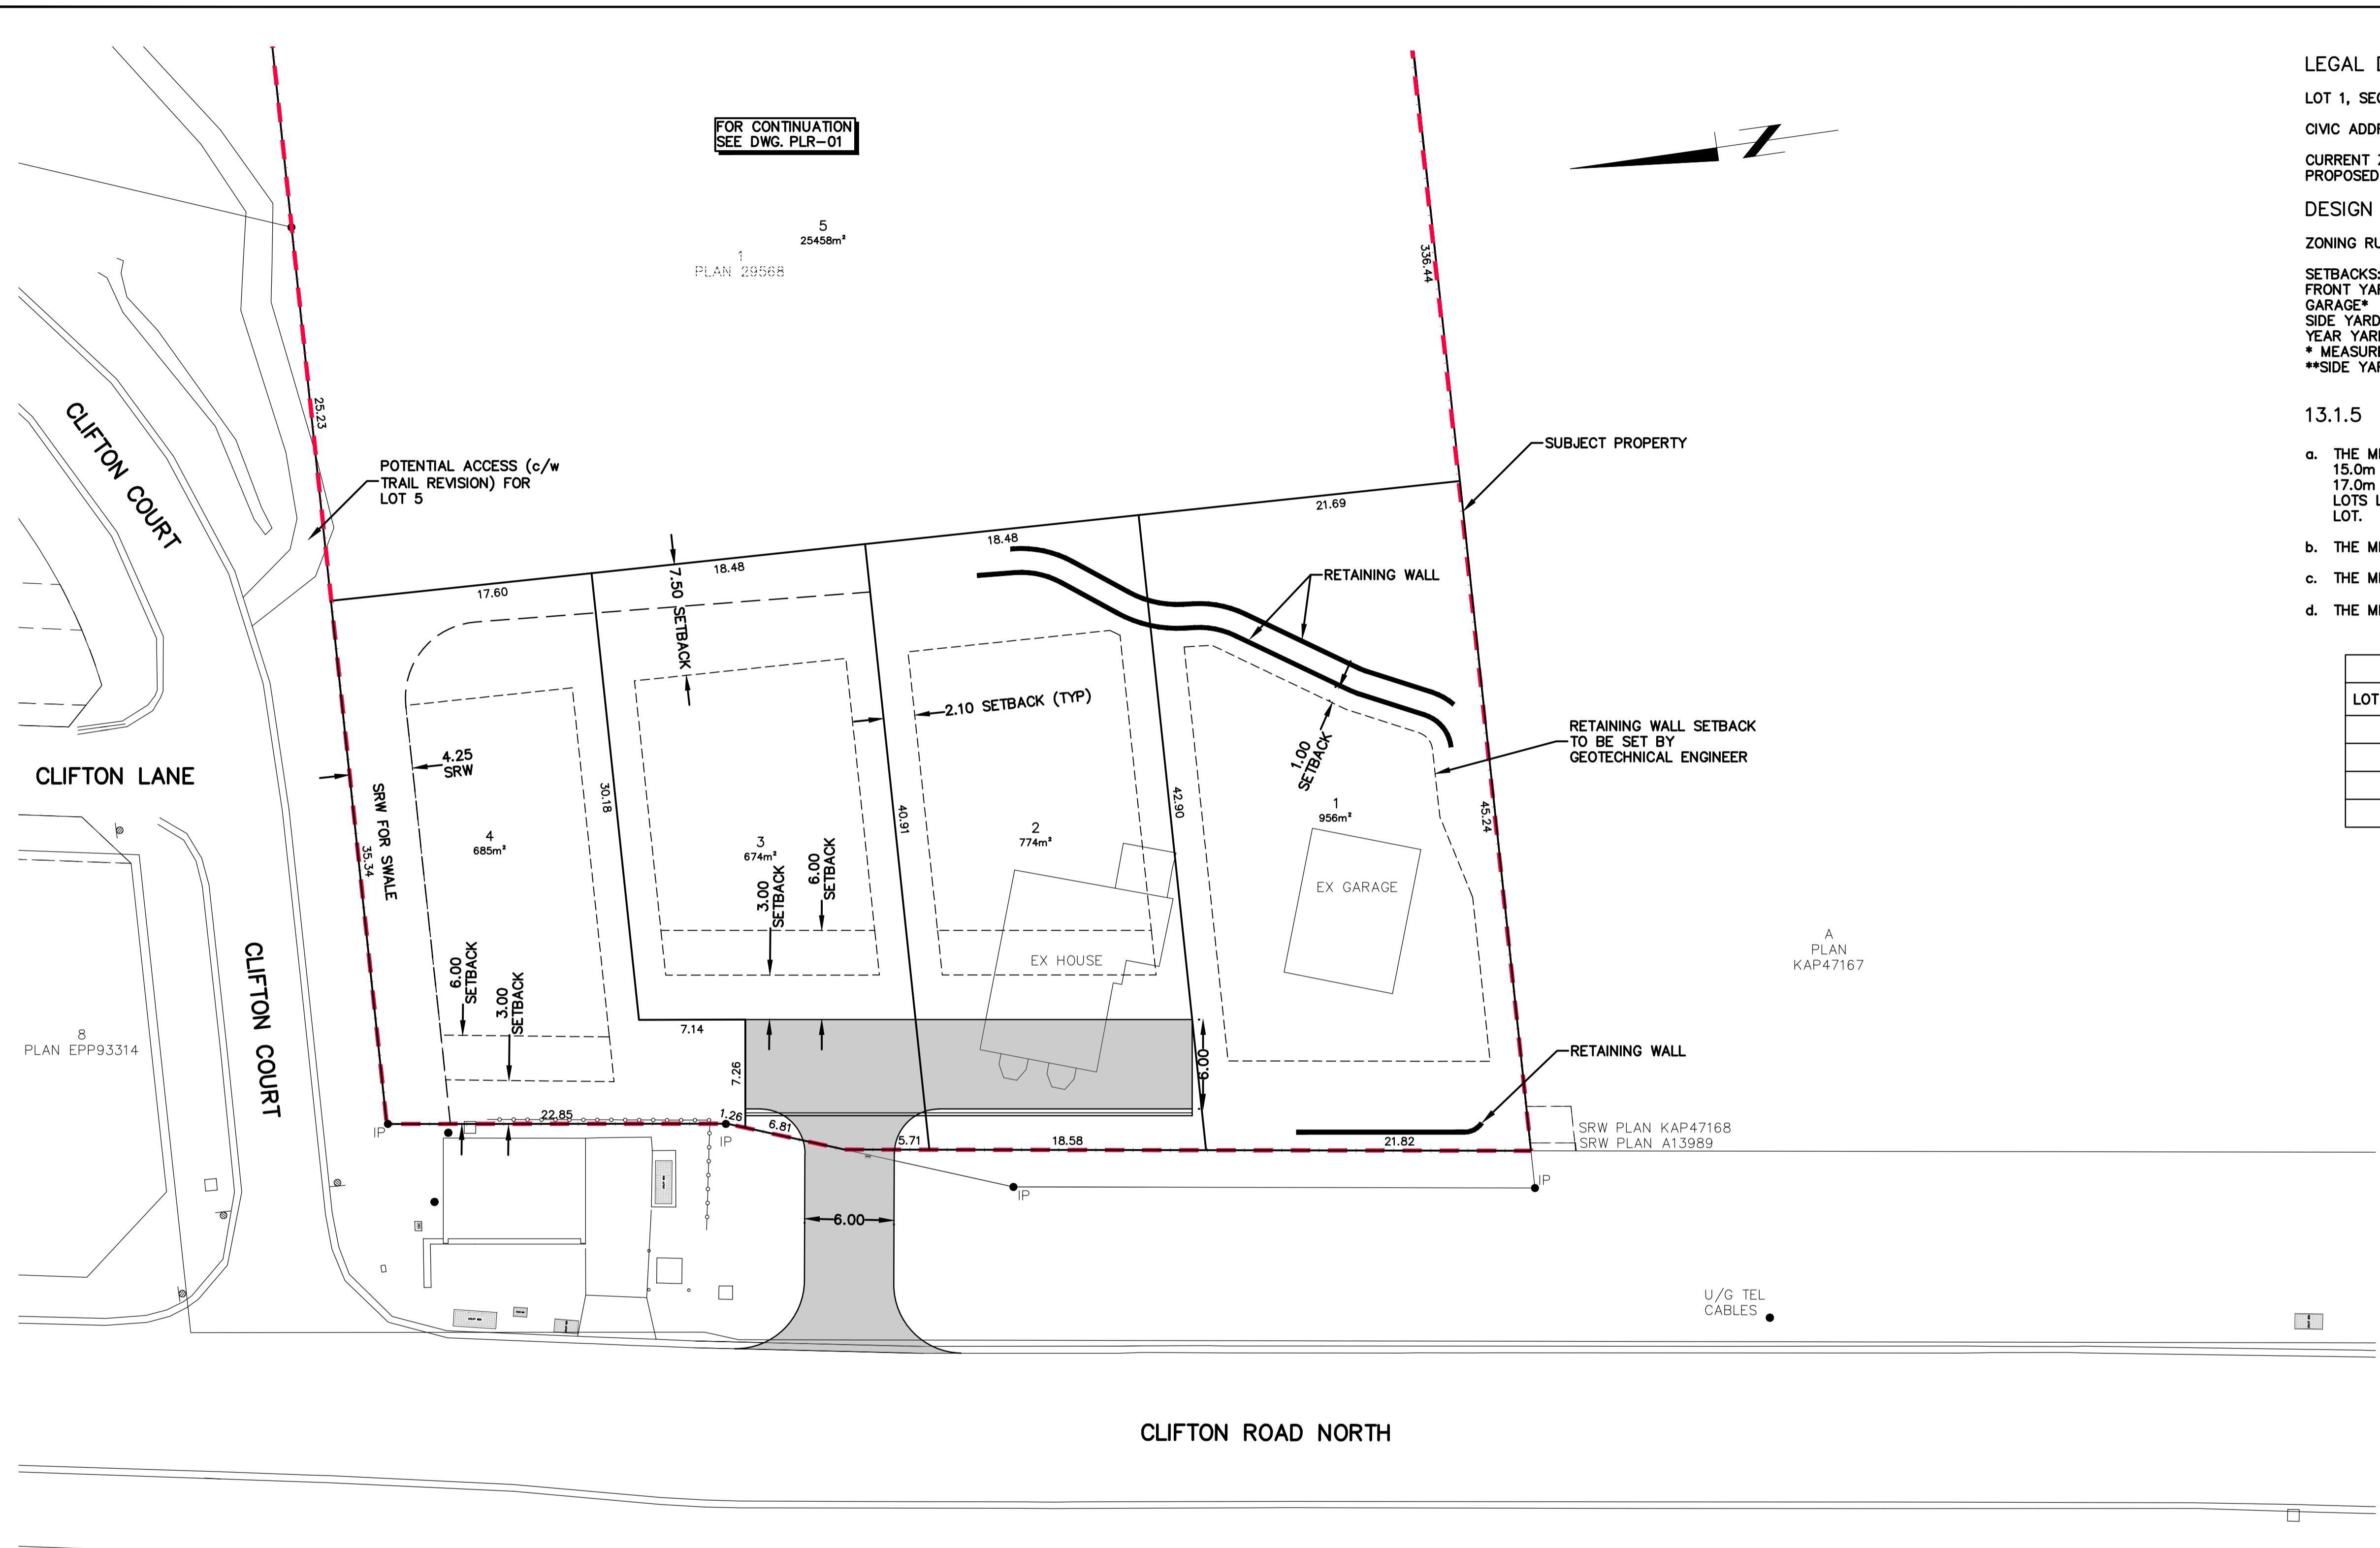 FOR CONTINUATION
SEE DWG. PLR-01
N
5
25458m²
1
PLAN 29568
336.44
25.23
CLIFTON COURT
POTENTIAL ACCESS (c/w
TRAIL REVISION) FOR
LOT 5
SUBJECT PROPERTY
17.60
18.48
18.48
21.69
7.50 SETBACK
RETAINING WALL
2.10 SETBACK (TYP)
1.00
SETBACK
RETAINING WALL SETBACK
TO BE SET BY
GEOTECHNICAL ENGINEER
CLIFTON LANE
4.25
SRW
SRW FOR SWALE
35.34
30.18
40.91
42.90
45.24
4
685m²
3
674m²
2
774m²
1
956m²
3.00
SETBACK
6.00
SETBACK
6.00
SETBACK
3.00
SETBACK
EX HOUSE
EX GARAGE
A
PLAN
KAP47167
8
PLAN EPP93314
CLIFTON COURT
7.14
7.26
6.00
RETAINING WALL
22.85
1.26
6.81
5.71
18.58
21.82
IP
IP
IP
IP
SRW PLAN KAP47168
SRW PLAN A13989
6.00
U/G TEL
CABLES
CLIFTON ROAD NORTH
LEGAL
LOT 1,
CIVIC
CURRENT
PROPOSED
DESIGN
ZONING
SETBACKS:
FRONT
GARAGE*
SIDE YARD
YEAR
*
**SIDE
13.1.5
a. THE
15.0m
17.0m
LOTS
LOT.
b. THE
c. THE
d. THE
LOT